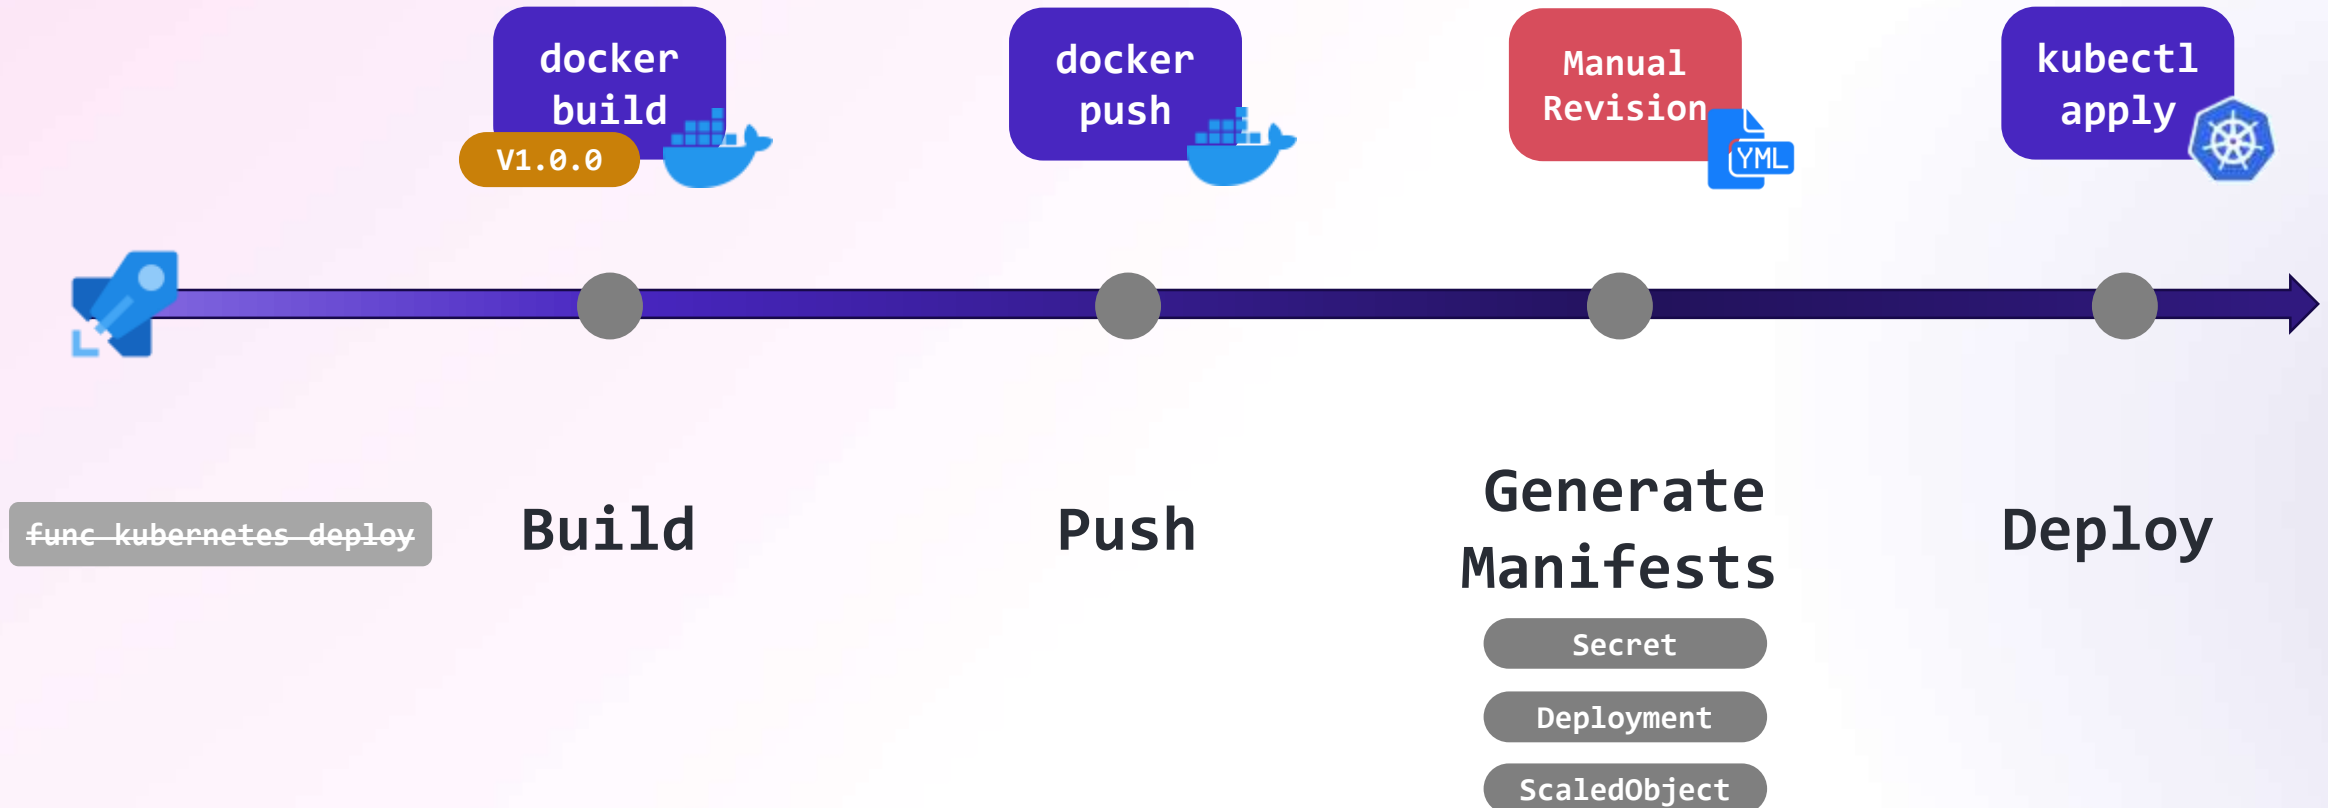 docker
build
V1.0.0
docker
push
Manual
Revision
YML
kubectl
apply
func kubernetes deploy
Build
Push
Generate
Manifests
Deploy
Secret
Deployment
ScaledObject